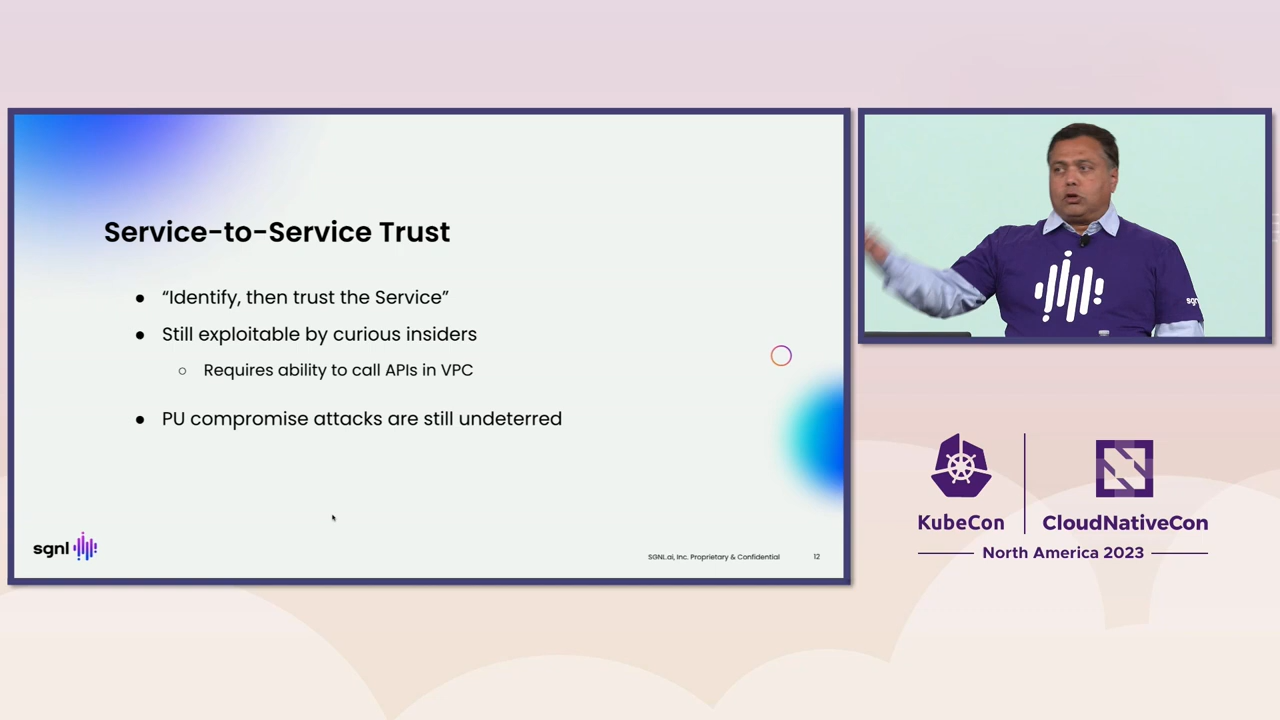 Service-to-Service Trust
● “Identify, then trust the Service”
● Still exploitable by curious insiders
○ Requires ability to call APIs in VPC
● PU compromise attacks are still undeterred
sgnl
SGNL.ai, Inc. Proprietary & Confidential
12
sgnl
KubeCon
CloudNativeCon
North America 2023